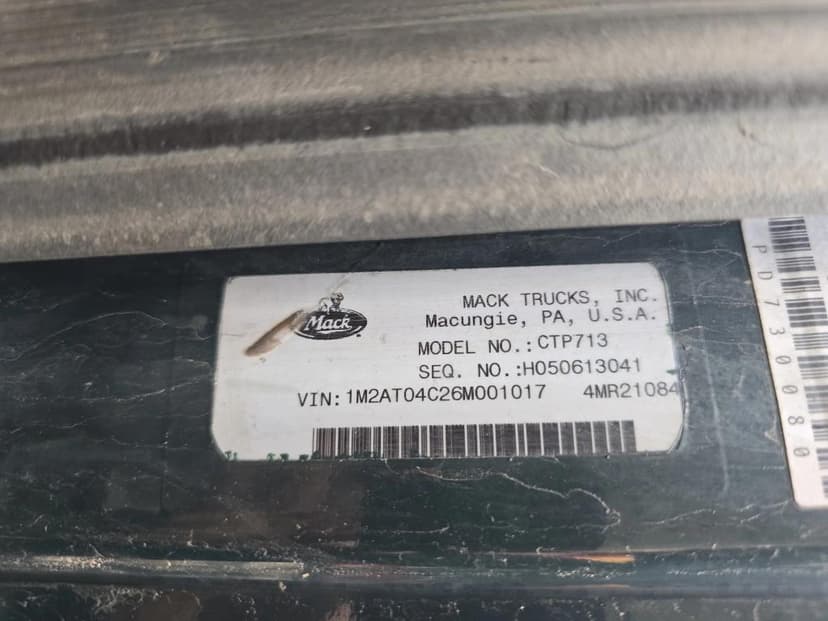 Mack
MACK TRUCKS, INC.
Macungie, PA, U.S.A.
MODEL NO.:CTP713
SEQ. NO.:H050613041
VIN:1M2AT04C26M001017 4MR21084
PD730080